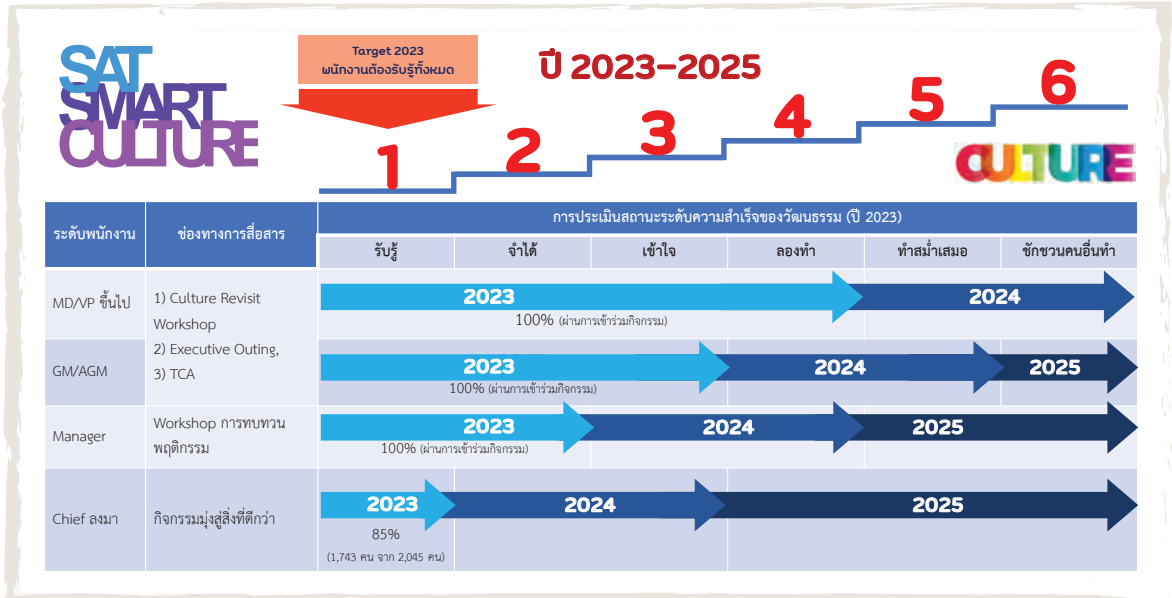 SAT
SMART
CULTURE
Target 2023
พนักงานต้องรับรู้ทั้งหมด
ปี 2023–2025
1
2
3
4
5
6
CULTURE
ระดับพนักงาน
ช่องทางการสื่อสาร
การประเมินสถานะระดับความสำเร็จของวัฒนธรรม (ปี 2023)
รับรู้
จำได้
เข้าใจ
ลองทำ
ทำสม่ำเสมอ
ชักชวนคนอื่นทำ
MD/VP ขึ้นไป
1) Culture Revisit
Workshop
2) Executive Outing,
3) TCA
2023
2024
100% (ผ่านการเข้าร่วมกิจกรรม)
GM/AGM
2023
2024
2025
100% (ผ่านการเข้าร่วมกิจกรรม)
Manager
Workshop การทบทวน
พฤติกรรม
2023
2024
2025
100% (ผ่านการเข้าร่วมกิจกรรม)
Chief ลงมา
กิจกรรมมุ่งสู่สิ่งที่ดีกว่า
2023
2024
2025
85%
(1,743 คน จาก 2,045 คน)